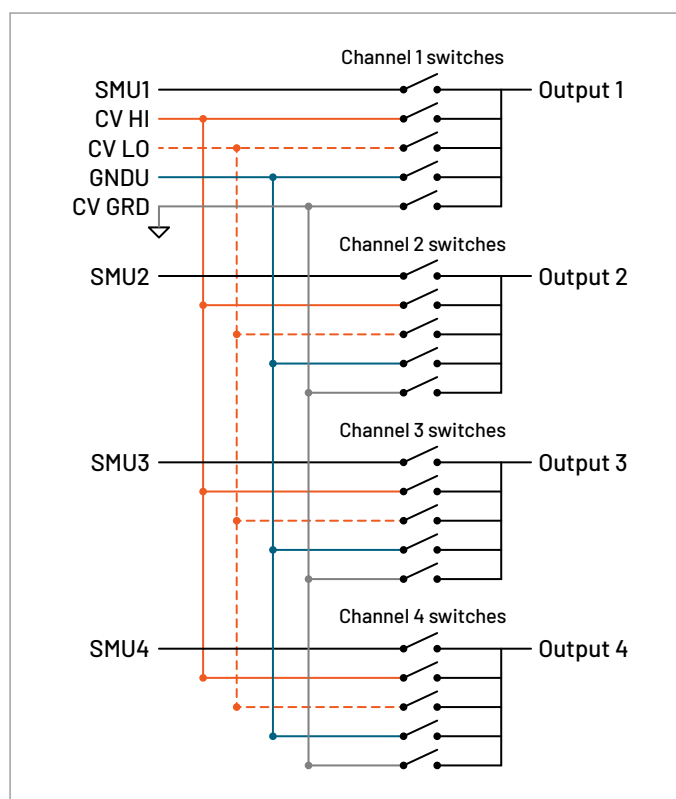 Channel 1 switches
SMU1
Output 1
CV HI
CV LO
GNDU
CV GRD
Channel 2 switches
SMU2
Output 2
Channel 3 switches
SMU3
Output 3
Channel 4 switches
SMU4
Output 4